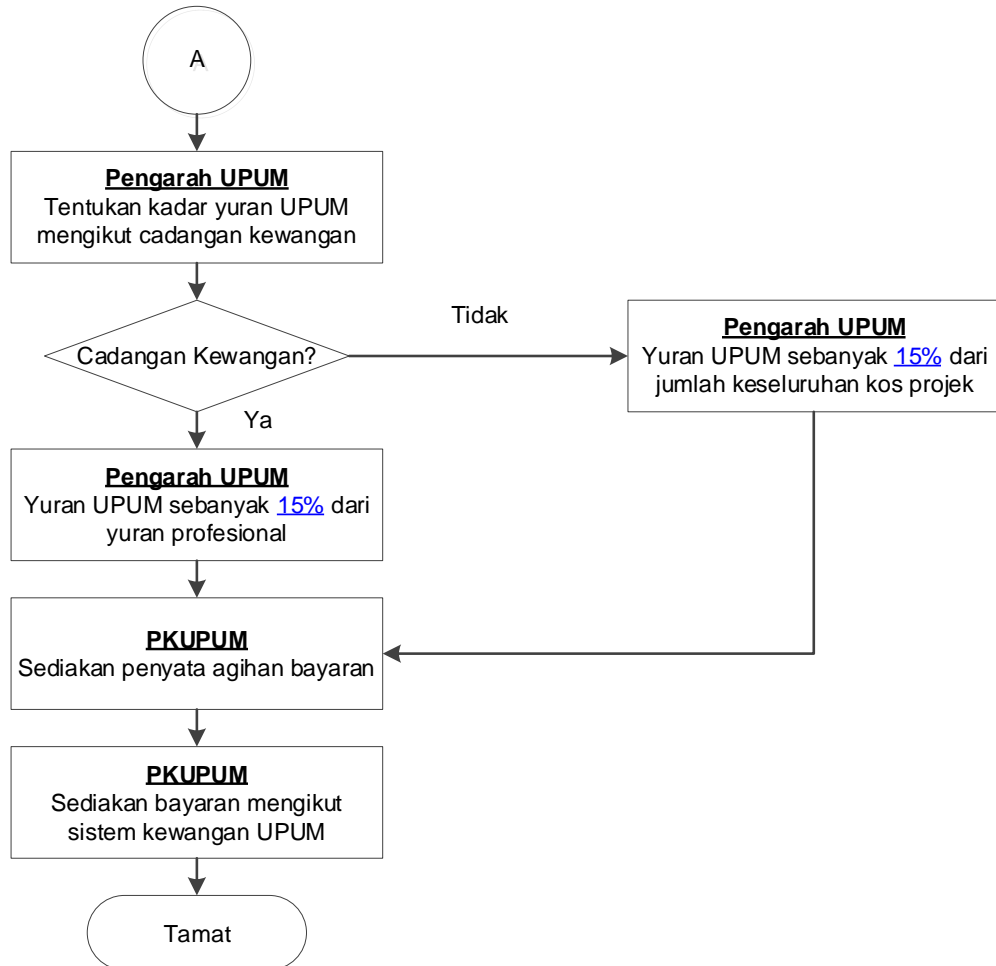 A
Pengarah UPUM
Tentukan kadar yuran UPUM
mengikut cadangan kewangan
Cadangan Kewangan?
Tidak
Pengarah UPUM
Yuran UPUM sebanyak 15% dari
jumlah keseluruhan kos projek
Ya
Pengarah UPUM
Yuran UPUM sebanyak 15% dari
yuran profesional
PKUPUM
Sediakan penyata agihan bayaran
PKUPUM
Sediakan bayaran mengikut
sistem kewangan UPUM
Tamat